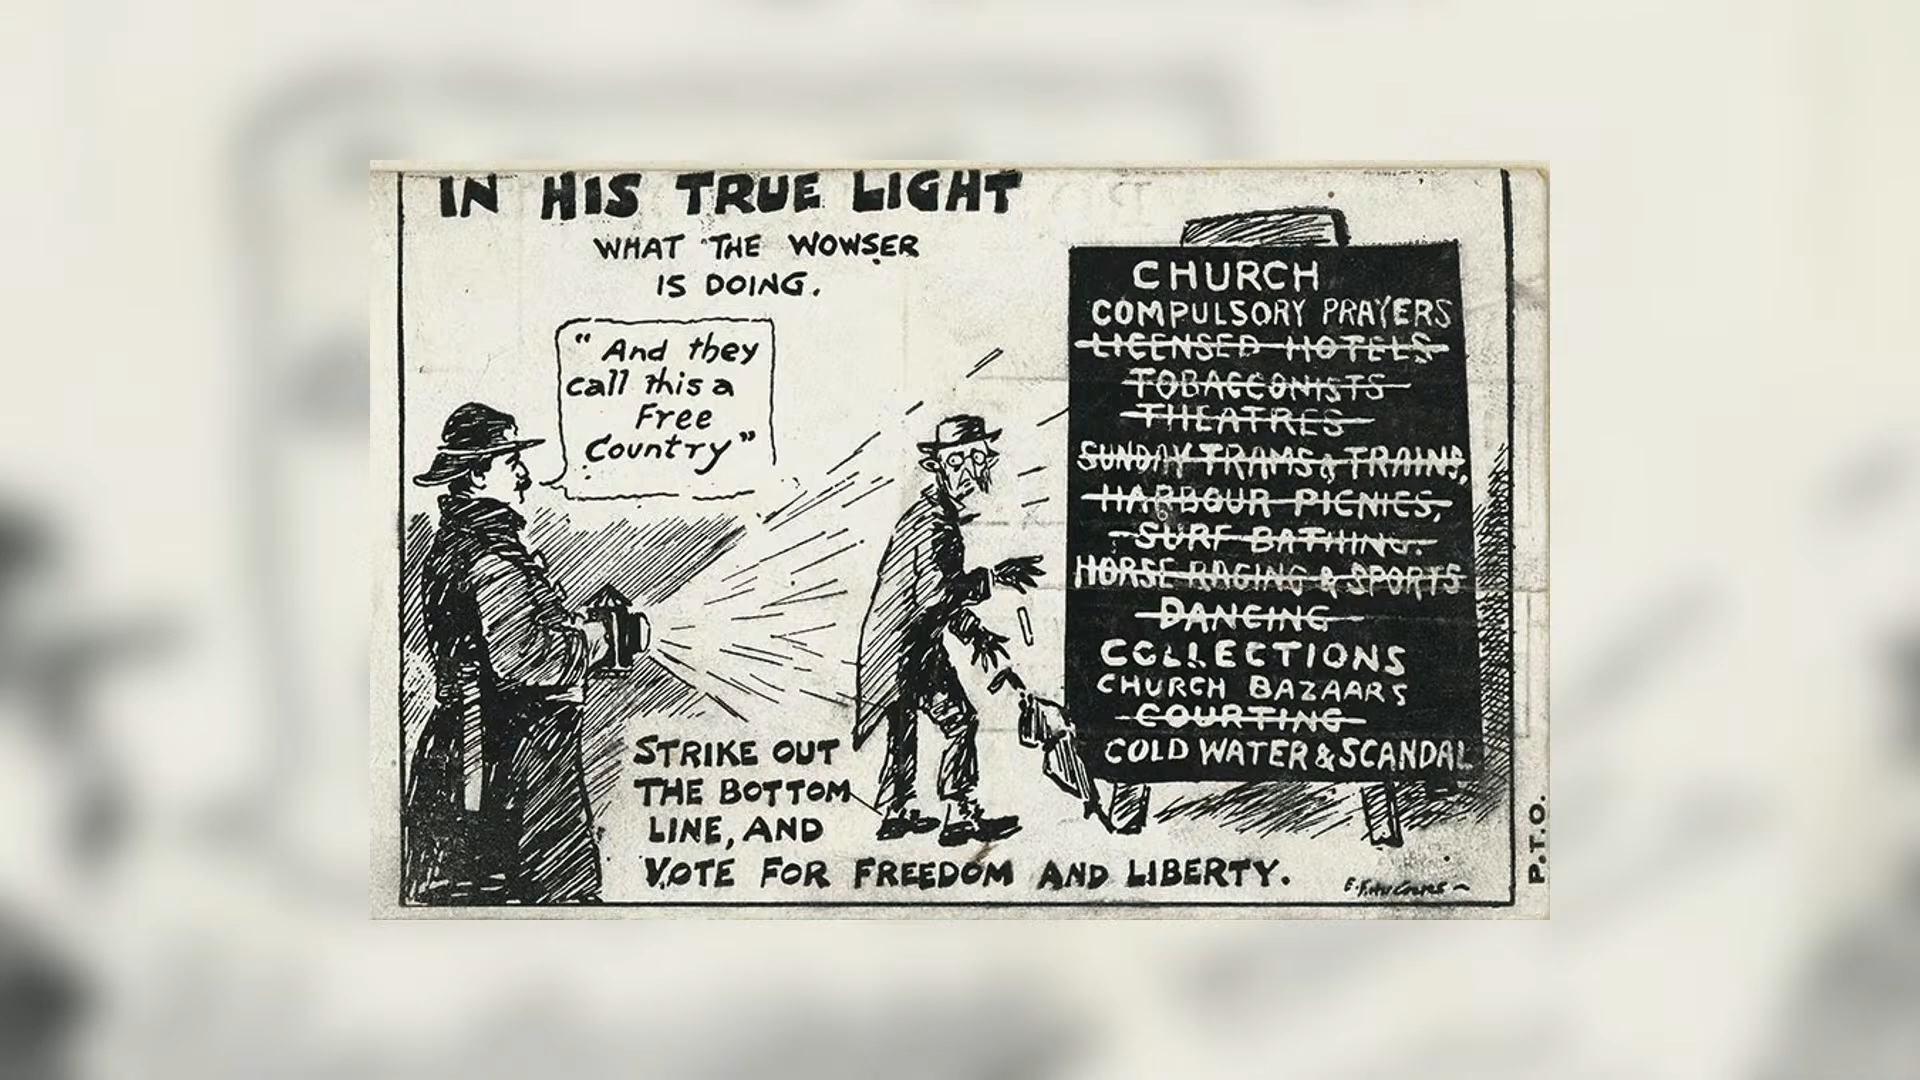 IN HIS TRUE LIGHT
WHAT THE WOWSER
IS DOING.
"And they
call this a
Free
Country"
CHURCH
COMPULSORY PRAYERS
LICENSED HOTELS
TOBACCONISTS
THEATRES
SUNDAY TRAMS & TRAINS,
HARBOUR PICNICS,
SURF BATHING.
HORSE RACING & SPORTS
DANCING
COLLECTIONS
CHURCH BAZAARS
COURTING
COLD WATER & SCANDAL
STRIKE OUT
THE BOTTOM
LINE, AND
VOTE FOR FREEDOM AND LIBERTY.
P.T.O.